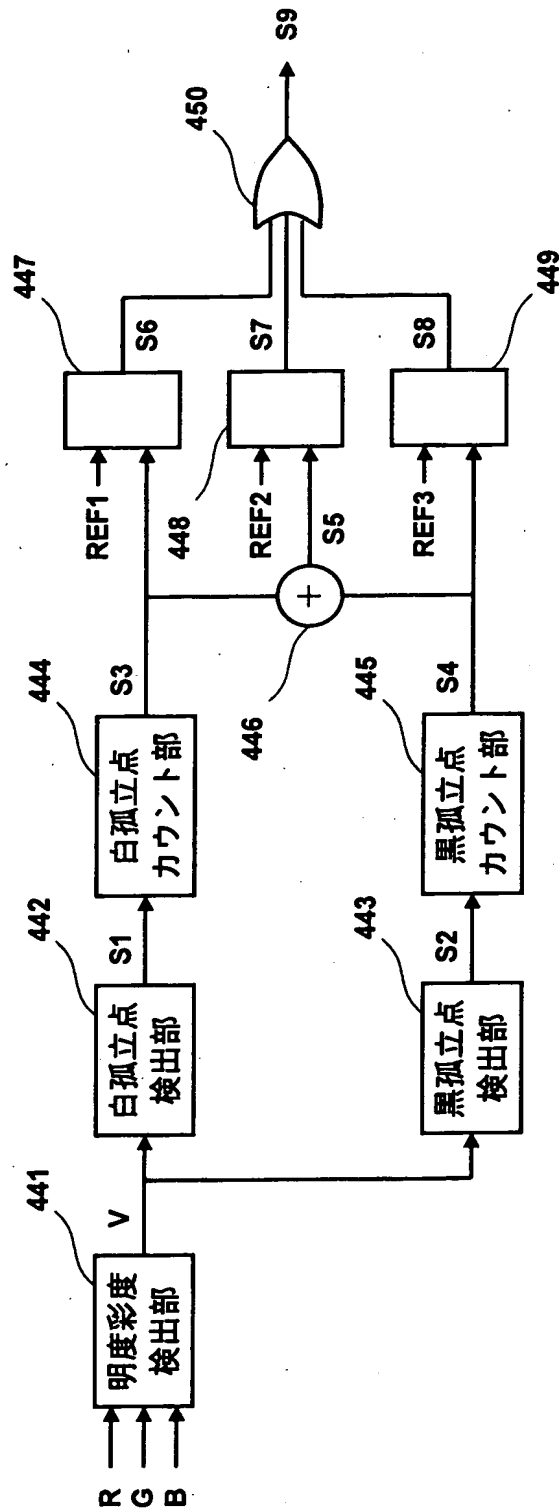 R
G
B
明度彩度
検出部
441
V
白孤立点
検出部
442
S1
白孤立点
カウント部
444
S3
黒孤立点
検出部
443
S2
黒孤立点
カウント部
445
S4
+
446
S5
REF1
447
S6
REF2
448
S7
REF3
449
S8
450
S9